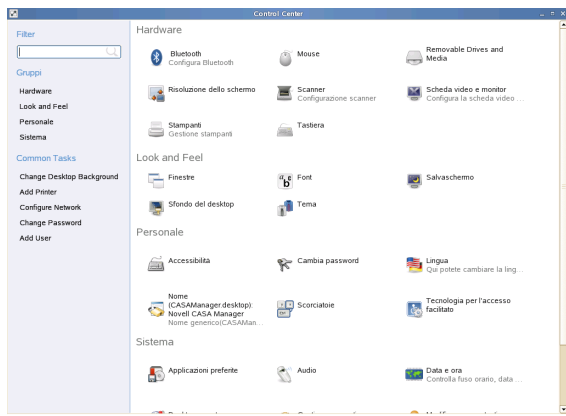 Control Center
Filter
Gruppi
Hardware
Look and Feel
Personale
Sistema
Common Tasks
Change Desktop Background
Add Printer
Configure Network
Change Password
Add User
Hardware
Bluetooth
Configura Bluetooth
Mouse
Removable Drives and
Media
Risoluzione dello schermo
Scanner
Configurazione scanner
Scheda video e monitor
Configura la scheda video ...
Stampanti
Gestione stampanti
Tastiera
Look and Feel
Finestre
Font
Salvaschermo
Sfondo del desktop
Tema
Personale
Accessibilità
Cambia password
Lingua
Qui potete cambiare la ling...
Nome
(CASAManager.desktop):
Novell CASA Manager
Nome generico(CASAMan...
Scorciatoie
Tecnologia per l'accesso
facilitato
Sistema
Applicazioni preferite
Audio
Data e ora
Controlla fuso orario, data ...